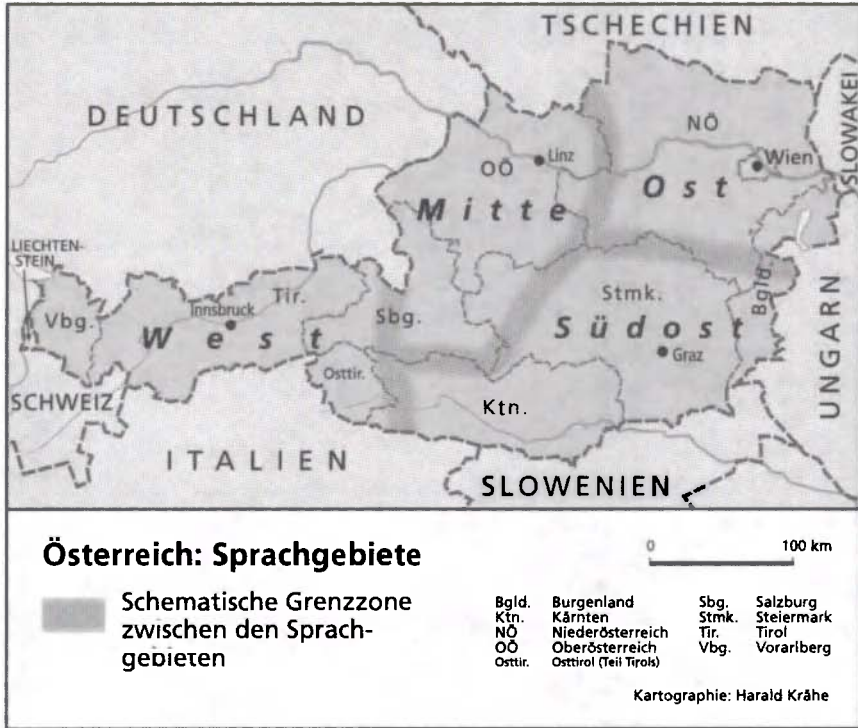 TSCHECHIEN
DEUTSCHLAND
SLOWAKEI
NÖ
Linz
Wien
OÖ
Mitte
Ost
LIECHTEN-
STEIN
Bgld.
Innsbruck
Tir.
Stmk.
Vbg.
Sbg.
West
Südost
UNGARN
Graz
Osttir.
SCHWEIZ
Ktn.
ITALIEN
SLOWENIEN
Österreich: Sprachgebiete
0 100 km
Schematische Grenzzone
zwischen den Sprach-
gebieten
Bgld. Burgenland Sbg. Salzburg
Ktn. Kärnten Stmk. Steiermark
NÖ Niederösterreich Tir. Tirol
OÖ Oberösterreich Vbg. Vorarlberg
Osttir. Osttirol (Teil Tirols)
Kartographie: Harald Krähe